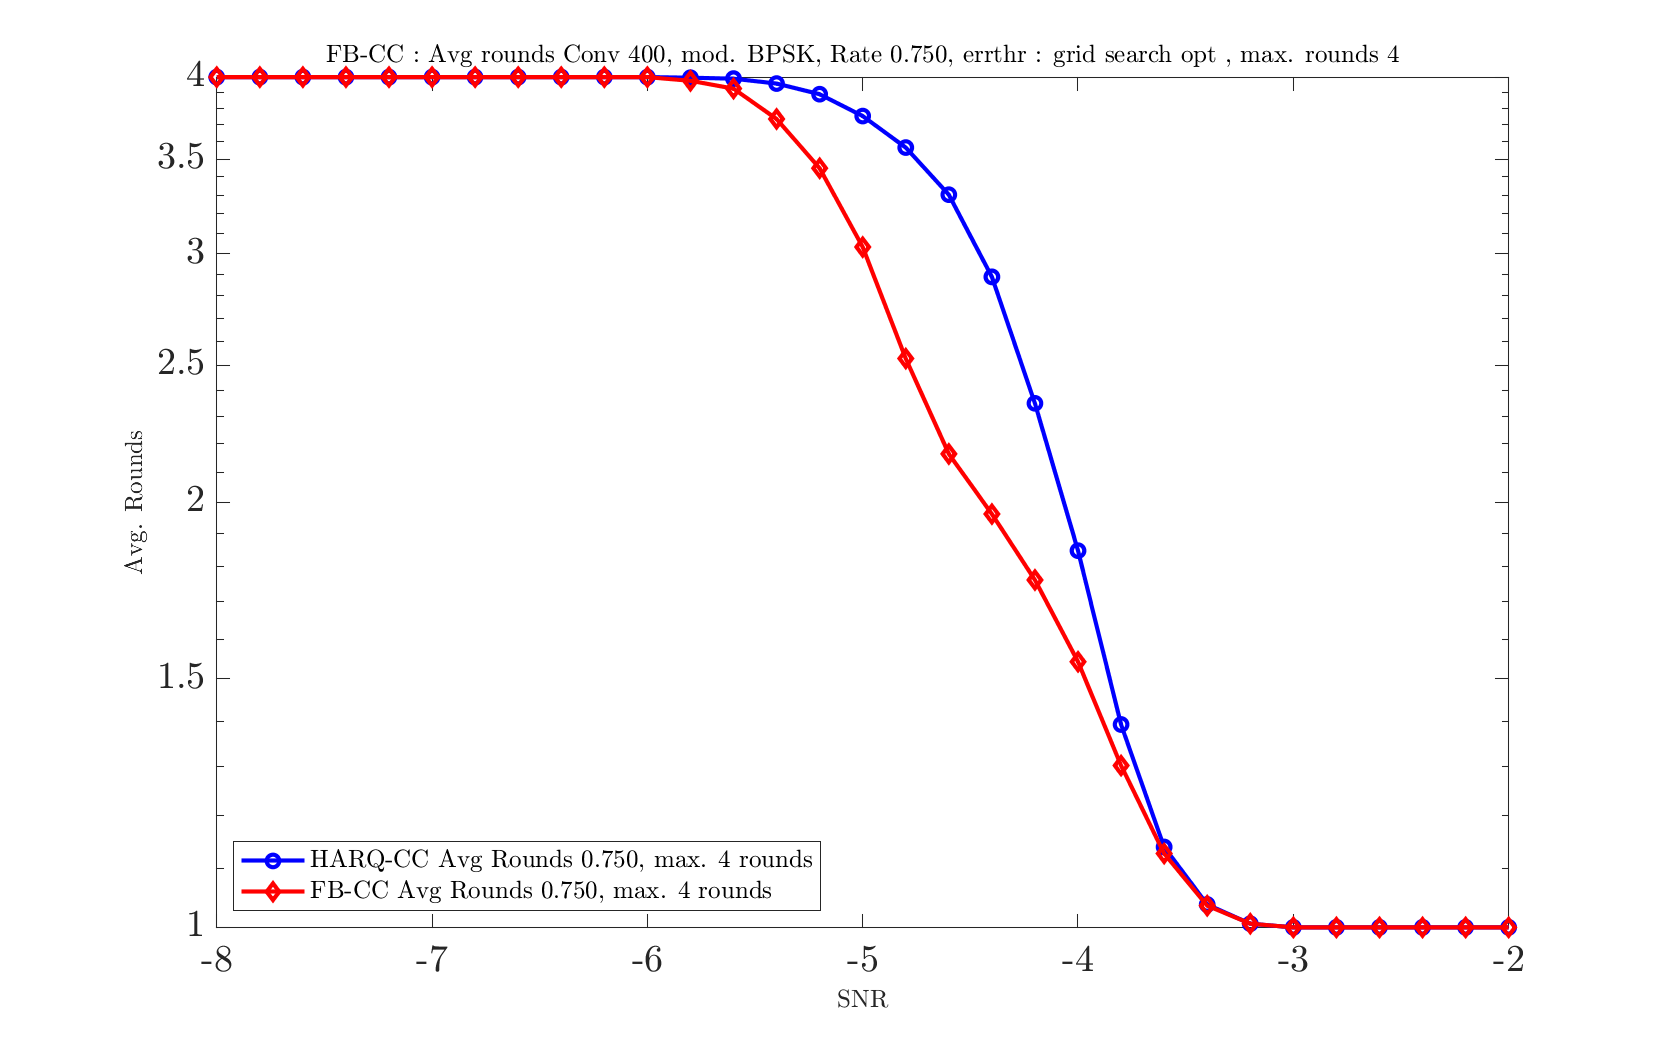 FB-CC : Avg rounds Conv 400, mod. BPSK, Rate 0.750, errthr : grid search opt , max. rounds 4
4
3.5
3
2.5
2
1.5
1
Avg. Rounds
HARQ-CC Avg Rounds 0.750, max. 4 rounds
FB-CC Avg Rounds 0.750, max. 4 rounds
-8 -7 -6 -5 -4 -3 -2
SNR